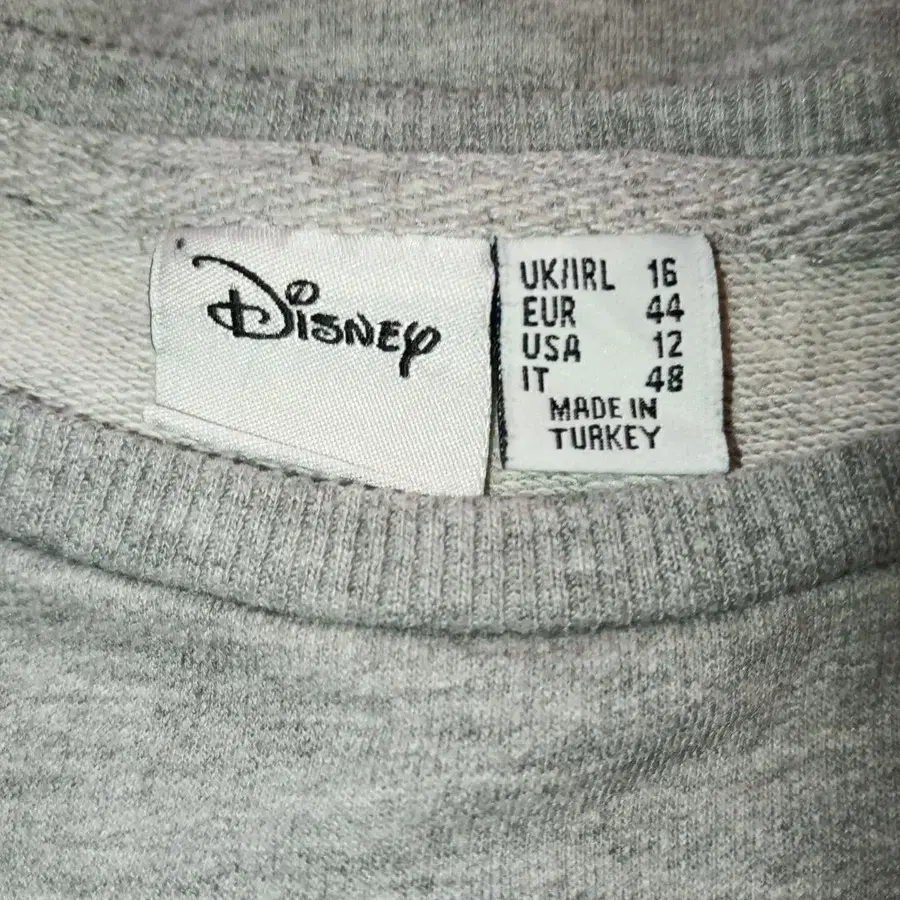 Disney
UK/IRL 16
EUR 44
USA 12
IT 48
MADE IN
TURKEY